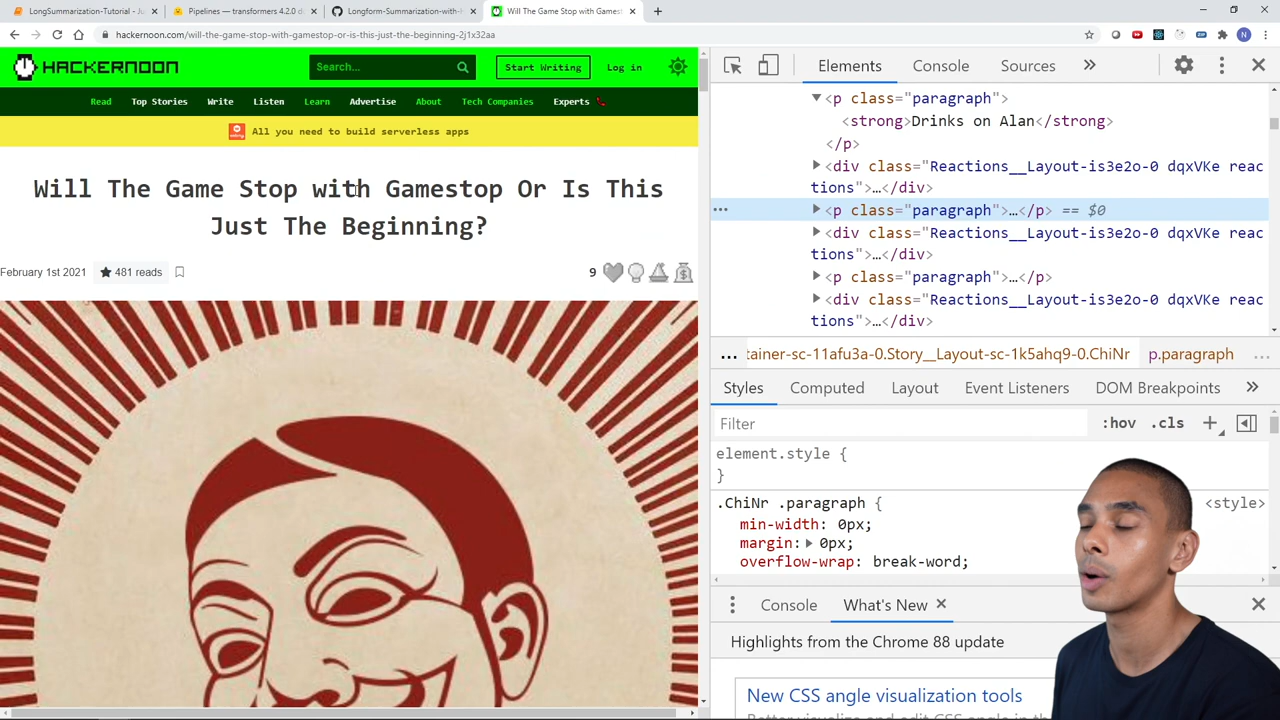 LongSummarization-Tutorial - Ju
Pipelines — transformers 4.2.0 d
Longform-Summarization-with-H
Will The Game Stop with Gamest
hackernoon.com/will-the-game-stop-with-gamestop-or-is-this-just-the-beginning-2j1x32aa
HACKERNOON
Search...
Start Writing
Log in
Read Top Stories Write Listen Learn Advertise About Tech Companies Experts
All you need to build serverless apps
Will The Game Stop with Gamestop Or Is This
Just The Beginning?
February 1st 2021
481 reads
9
Elements Console Sources
<p class="paragraph">
<strong>Drinks on Alan</strong>
</p>
<div class="Reactions__Layout-is3e2o-0 dqxVKe reac
tions">…</div>
<p class="paragraph">…</p> == $0
<div class="Reactions__Layout-is3e2o-0 dqxVKe reac
tions">…</div>
<p class="paragraph">…</p>
<div class="Reactions__Layout-is3e2o-0 dqxVKe reac
tions">…</div>
... tainer-sc-11afu3a-0.Story__Layout-sc-1k5ahq9-0.ChiNr p.paragraph ...
Styles Computed Layout Event Listeners DOM Breakpoints
Filter
:hov .cls
element.style {
}
.ChiNr .paragraph {
<style>
min-width: 0px;
margin: 0px;
overflow-wrap: break-word;
Console What's New
Highlights from the Chrome 88 update
New CSS angle visualization tools